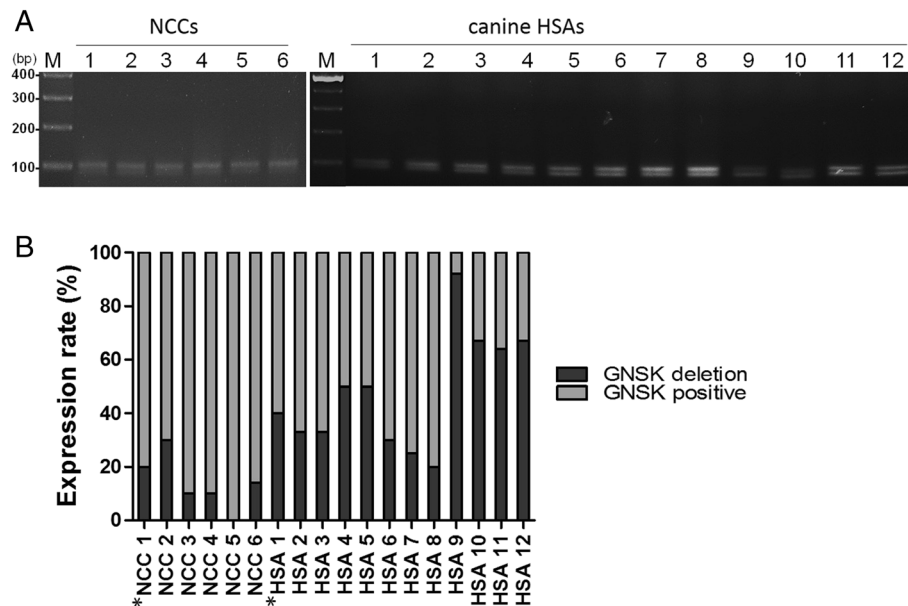 A
NCCs
canine HSAs
(bp) M 1 2 3 4 5 6 M 1 2 3 4 5 6 7 8 9 10 11 12
400
300
200
100
B
Expression rate (%)
100
80
60
40
20
0
GNSK deletion
GNSK positive
*NCC 1
NCC 2
NCC 3
NCC 4
NCC 5
NCC 6
*HSA 1
HSA 2
HSA 3
HSA 4
HSA 5
HSA 6
HSA 7
HSA 8
HSA 9
HSA 10
HSA 11
HSA 12